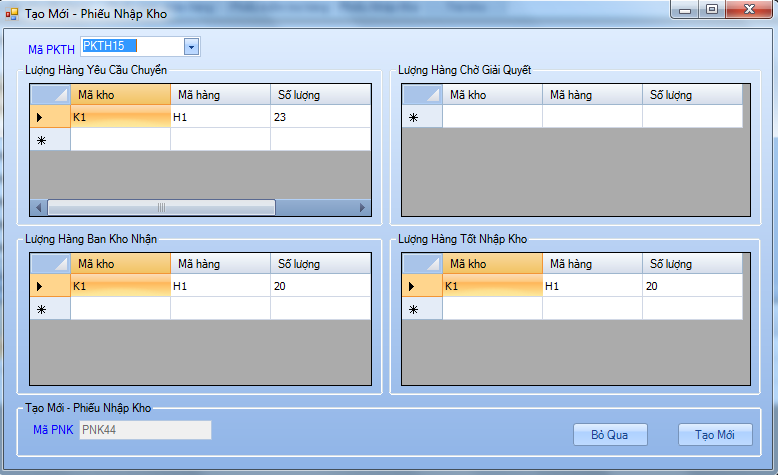 Tạo Mới - Phiếu Nhập Kho
Mã PKTH PKTH15
Lượng Hàng Yêu Cầu Chuyển
Mã kho Mã hàng Số lượng
K1 H1 23
Lượng Hàng Chờ Giải Quyết
Mã kho Mã hàng Số lượng
Lượng Hàng Ban Kho Nhận
Mã kho Mã hàng Số lượng
K1 H1 20
Lượng Hàng Tốt Nhập Kho
Mã kho Mã hàng Số lượng
K1 H1 20
Tạo Mới - Phiếu Nhập Kho
Mã PNK PNK44
Bỏ Qua Tạo Mới